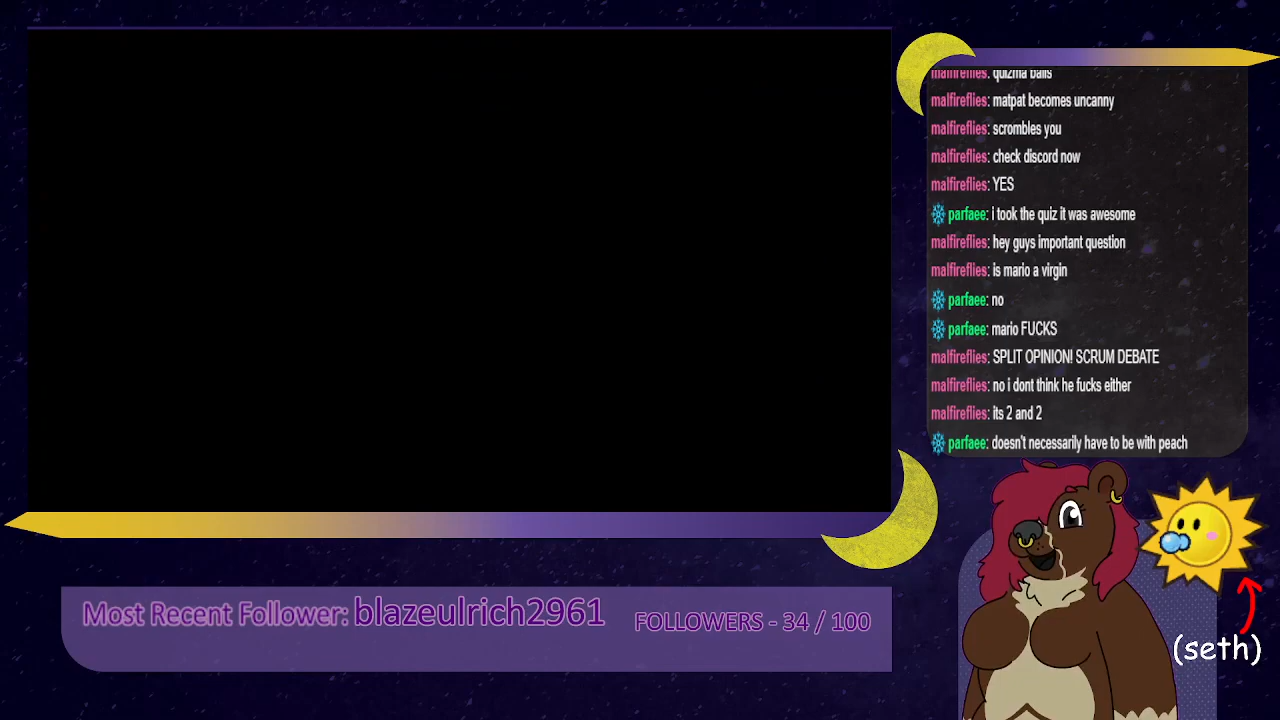 malfireflies: quizma balls
malfireflies: matpat becomes uncanny
malfireflies: scrombles you
malfireflies: check discord now
malfireflies: YES
parfaee: i took the quiz it was awesome
malfireflies: hey guys important question
malfireflies: is mario a virgin
parfaee: no
parfaee: mario FUCKS
malfireflies: SPLIT OPINION! SCRUM DEBATE
malfireflies: no i dont think he fucks either
malfireflies: its 2 and 2
parfaee: doesn't necessarily have to be with peach
Most Recent Follower: blazeulrich2961
FOLLOWERS - 34 / 100
(seth)